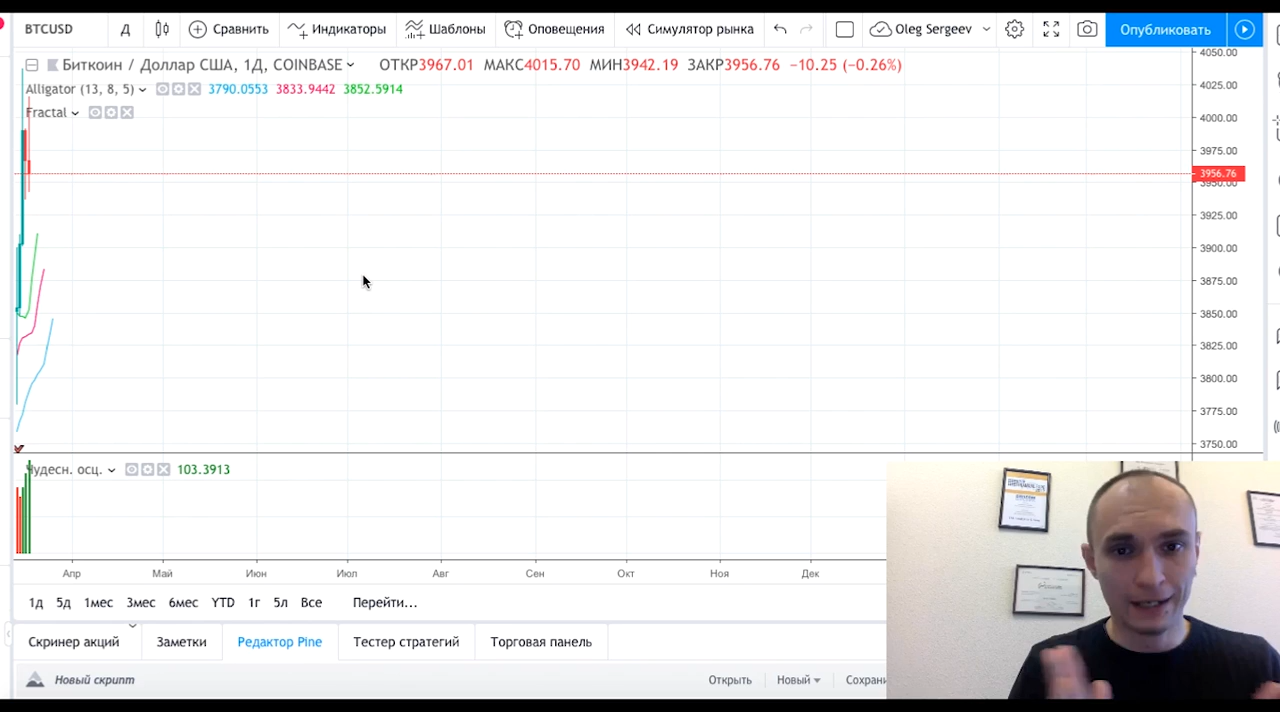 BTCUSD Д Сравнить Индикаторы Шаблоны Оповещения Симулятор рынка Oleg Sergeev Опубликовать
Биткоин / Доллар США, 1Д, COINBASE ОТКР3967.01 МАКС4015.70 МИН3942.19 ЗАКР3956.76 −10.25 (−0.26%)
Alligator (13, 8, 5) 3790.0553 3833.9442 3852.5914
Fractal
4050.00
4025.00
4000.00
3975.00
3956.76
3950.00
3925.00
3900.00
3875.00
3850.00
3825.00
3800.00
3775.00
3750.00
Чудесн. осц. 103.3913
Апр Май Июн Июл Авг Сен Окт Ноя Дек
1д 5д 1мес 3мес 6мес YTD 1г 5л Все Перейти...
Скринер акций Заметки Редактор Pine Тестер стратегий Торговая панель
Новый скрипт Открыть Новый Сохрани